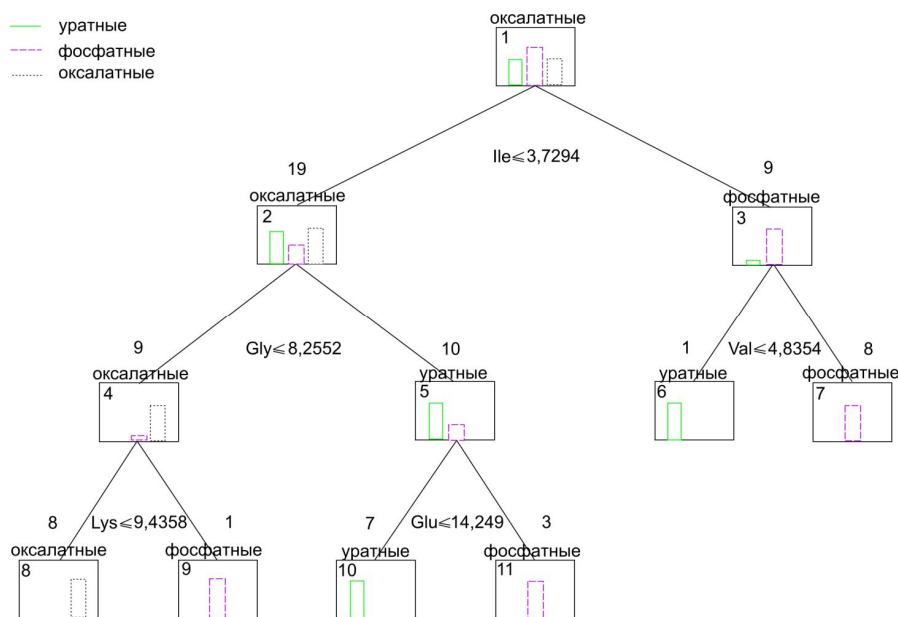 уратные
фосфатные
оксалатные
оксалатные
1
Ile⩽3,7294
19
9
оксалатные
2
фосфатные
3
9
Gly⩽8,2552
10
1
Val⩽4,8354
8
оксалатные
4
уратные
5
уратные
6
фосфатные
7
8
Lys⩽9,4358
1
7
Glu⩽14,249
3
оксалатные
8
фосфатные
9
уратные
10
фосфатные
11